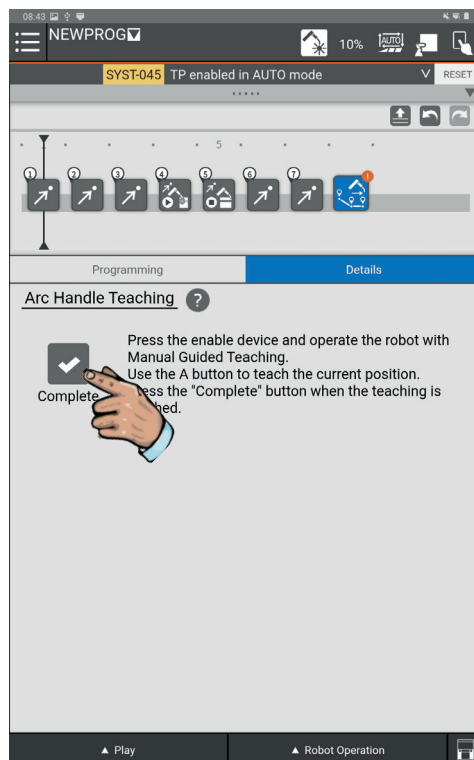 08:43
NEWPROG
10%
AUTO
SYST-045 TP enabled in AUTO mode
RESET
5
1 2 3 4 5 6 7 !
Programming
Details
Arc Handle Teaching ?
Press the enable device and operate the robot with
Manual Guided Teaching.
Use the A button to teach the current position.
the "Complete" button when the teaching is
Complete
▲ Play
▲ Robot Operation